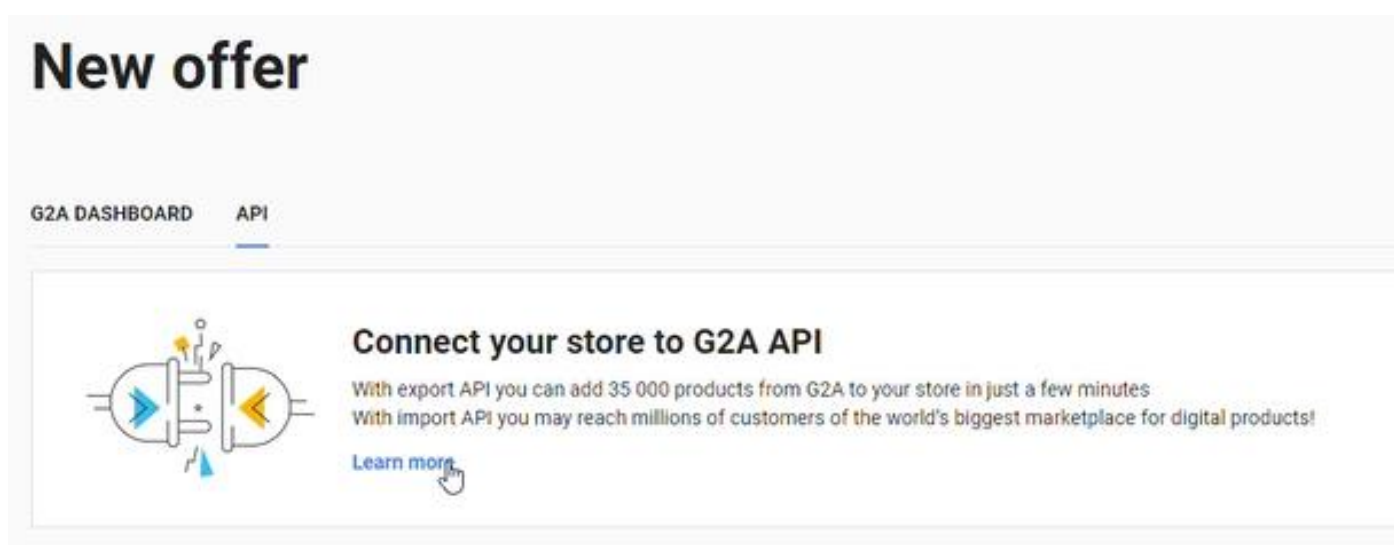 New offer
G2A DASHBOARD API
Connect your store to G2A API
With export API you can add 35 000 products from G2A to your store in just a few minutes
With import API you may reach millions of customers of the world's biggest marketplace for digital products!
Learn more